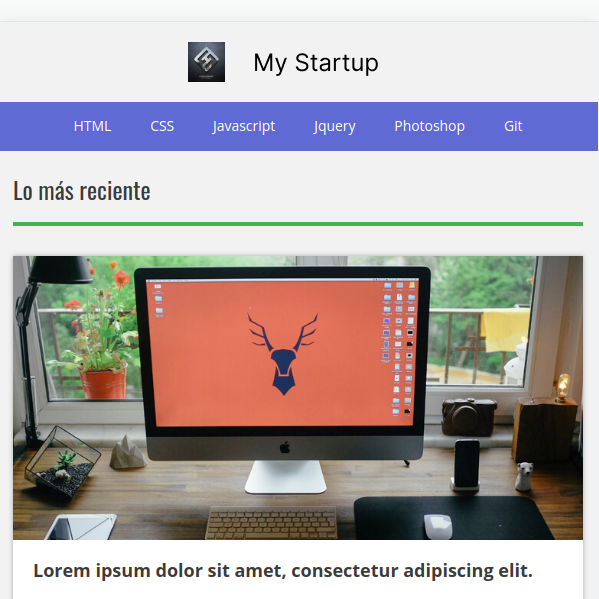 My Startup
HTML CSS Javascript Jquery Photoshop Git
Lo más reciente
Lorem ipsum dolor sit amet, consectetur adipiscing elit.